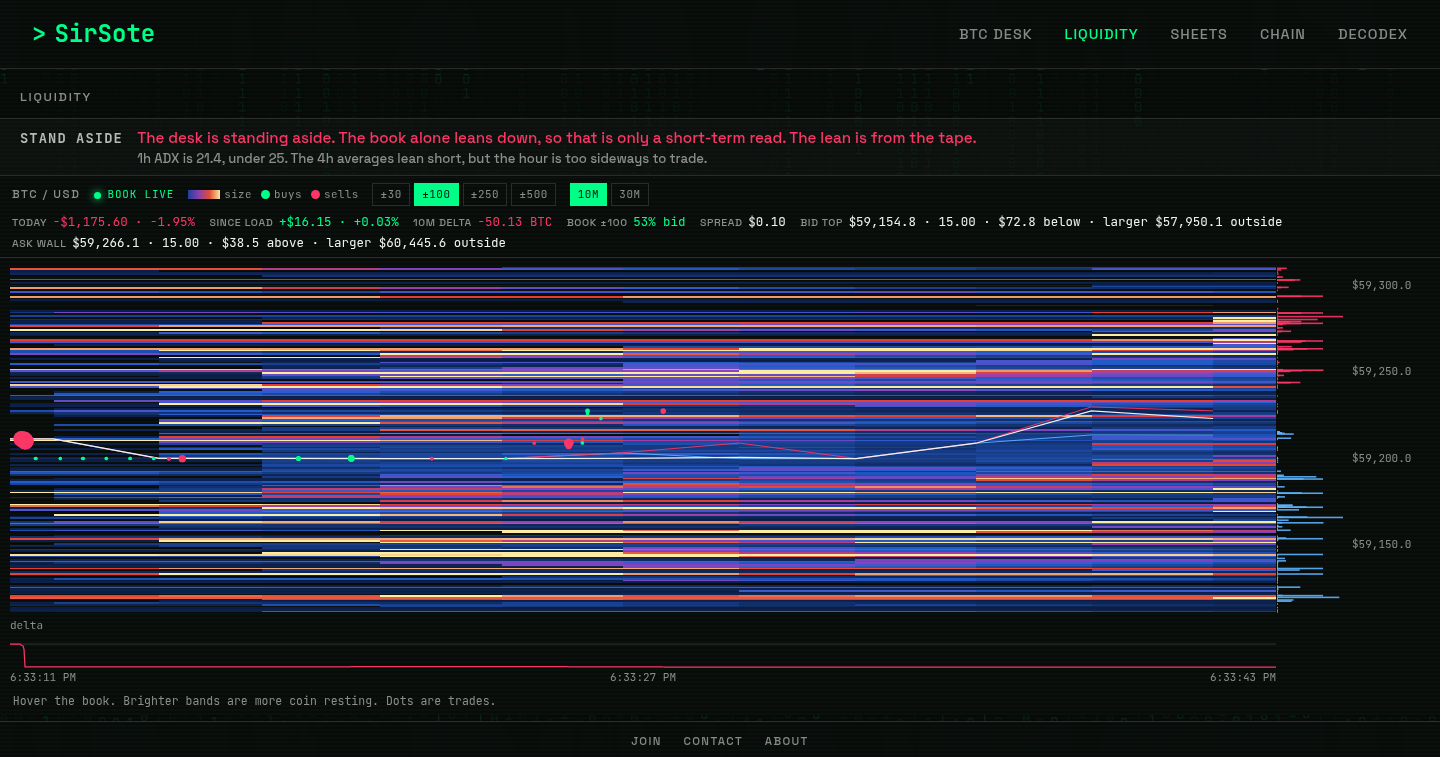 > SirSote
BTC DESK LIQUIDITY SHEETS CHAIN DECODEX
LIQUIDITY
STAND ASIDE The desk is standing aside. The book alone leans down, so that is only a short-term read. The lean is from the tape.
1h ADX is 21.4, under 25. The 4h averages lean short, but the hour is too sideways to trade.
BTC / USD BOOK LIVE size buys sells ±30 ±100 ±250 ±500 10M 30M
TODAY -$1,175.60 · -1.95% SINCE LOAD +$16.15 · +0.03% 10M DELTA -50.13 BTC BOOK ±100 53% bid SPREAD $0.10 BID TOP $59,154.8 · 15.00 · $72.8 below · larger $57,950.1 outside
ASK WALL $59,266.1 · 15.00 · $38.5 above · larger $60,445.6 outside
$59,300.0
$59,250.0
$59,200.0
$59,150.0
delta
6:33:11 PM 6:33:27 PM 6:33:43 PM
Hover the book. Brighter bands are more coin resting. Dots are trades.
JOIN CONTACT ABOUT